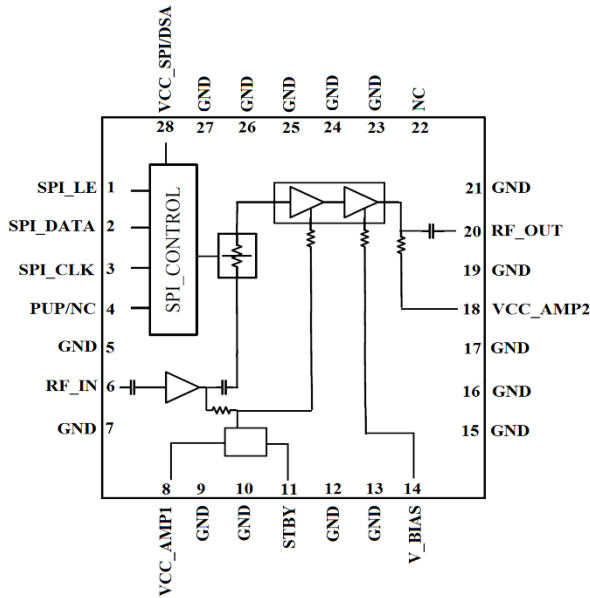 VCC_SPI/DSA
GND
GND
GND
GND
GND
NC
28
27
26
25
24
23
22
SPI_LE 1
SPI_DATA 2
SPI_CLK 3
PUP/NC 4
GND 5
RF_IN 6
GND 7
SPI_CONTROL
21 GND
20 RF_OUT
19 GND
18 VCC_AMP2
17 GND
16 GND
15 GND
8
9
10
11
12
13
14
VCC_AMP1
GND
GND
STBY
GND
GND
V_BIAS